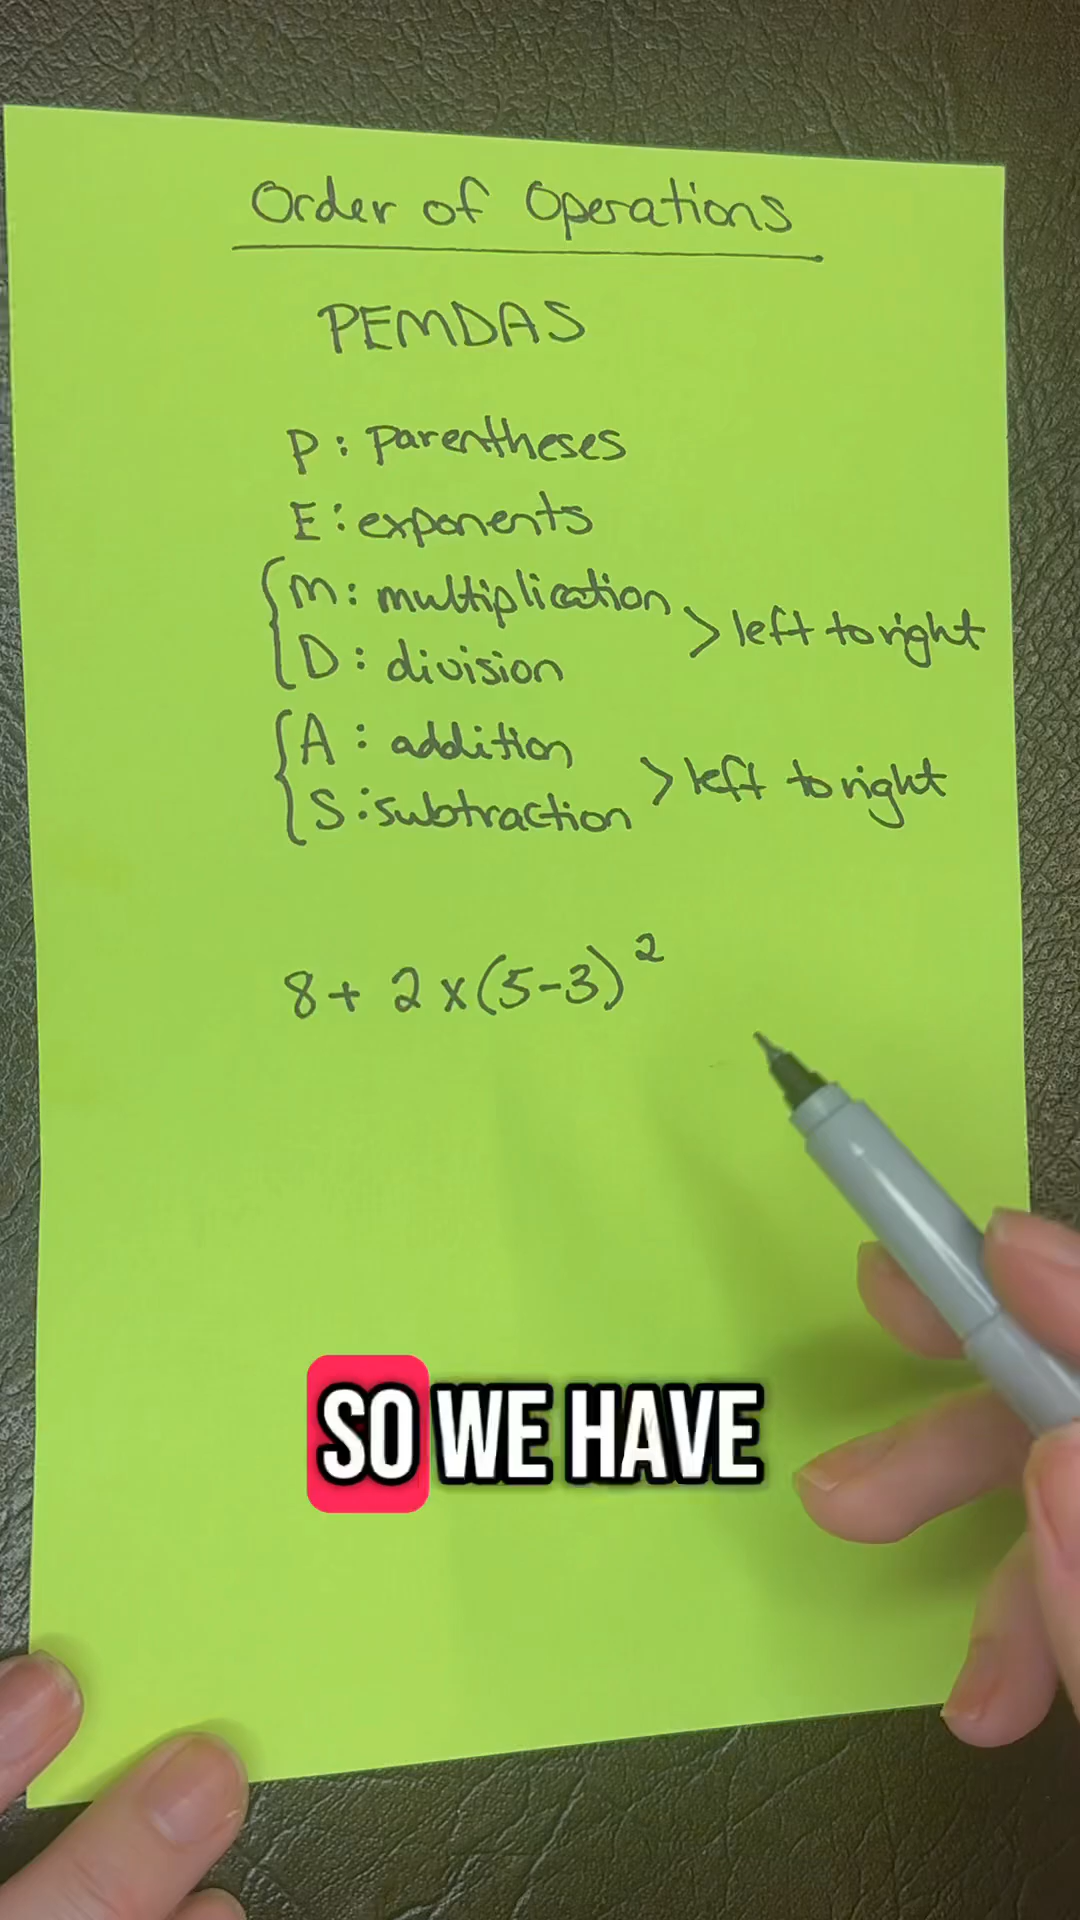 Order of Operations
PEMDAS
P: parentheses
E: exponents
M: multiplication
> left to right
D: division
A: addition
> left to right
S: subtraction
8+ 2 x (5-3)²
SO WE HAVE